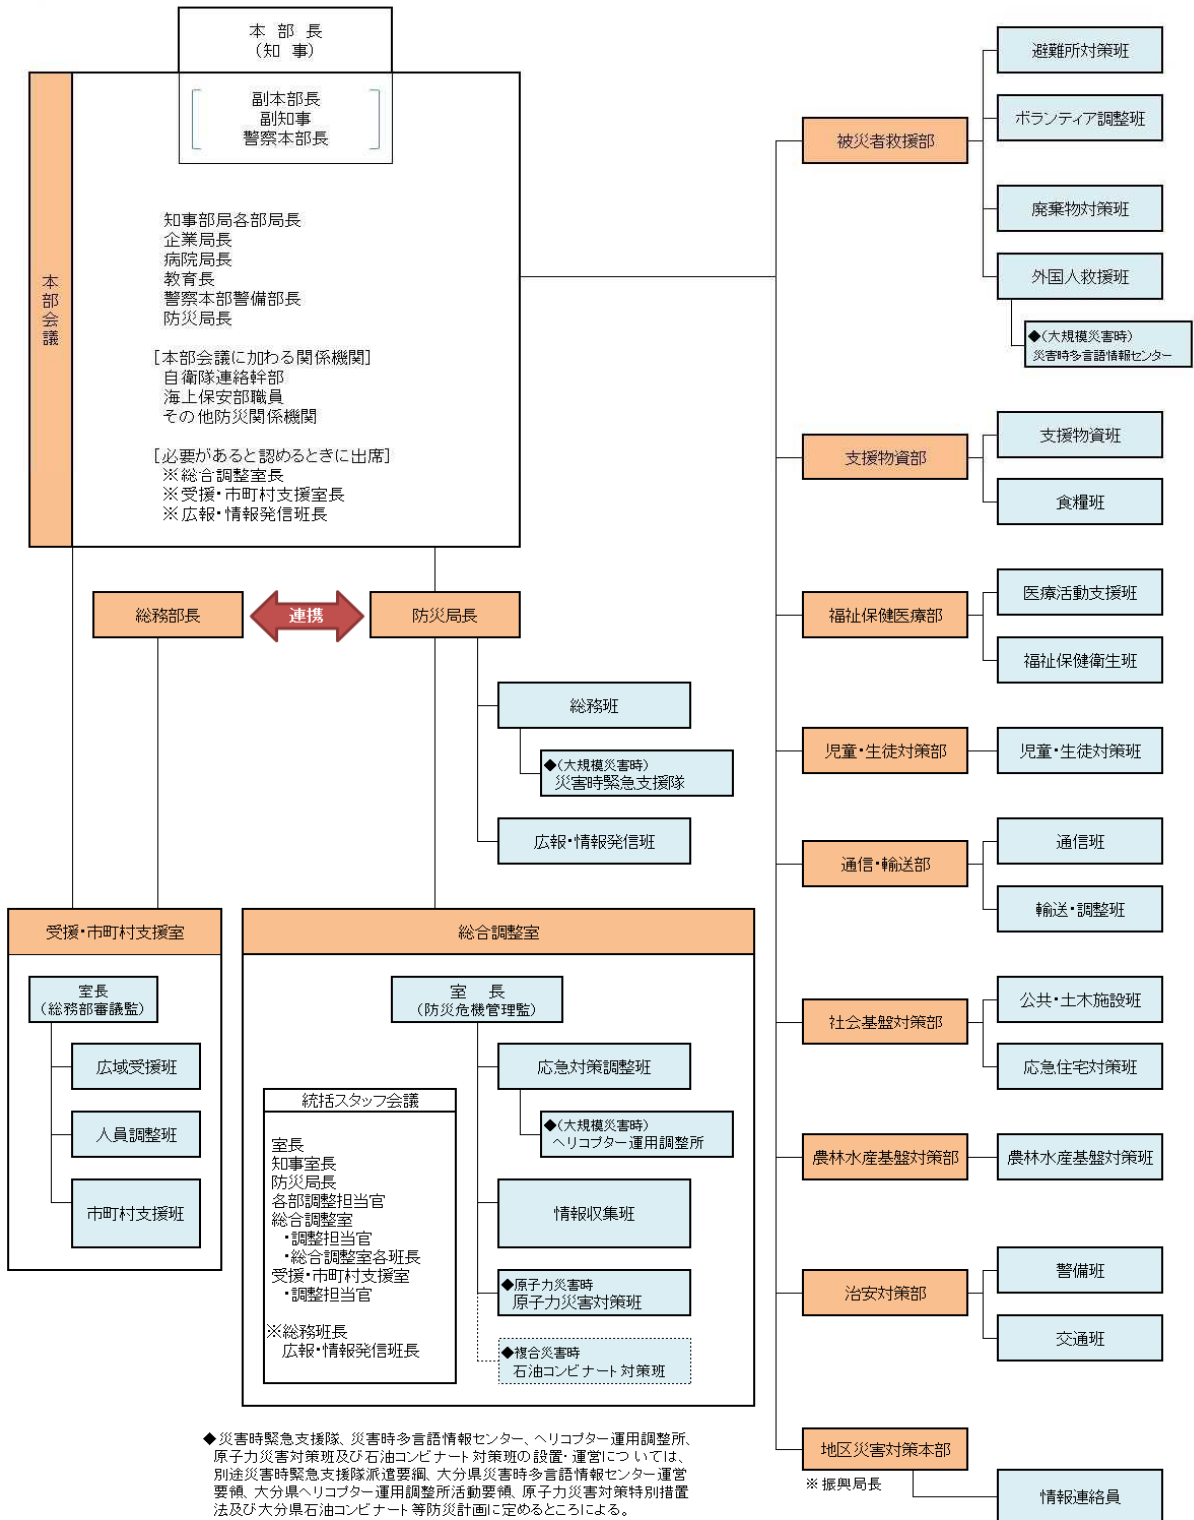 本 部 長
（知 事）
副本部長
副知事
警察本部長
本部会議
知事部局各部局長
企業局長
病院局長
教育長
警察本部警備部長
防災局長
[本部会議に加わる関係機関]
自衛隊連絡幹部
海上保安部職員
その他防災関係機関
[必要があると認めるときに出席]
※総合調整室長
※受援・市町村支援室長
※広報・情報発信班長
総務部長
連携
防災局長
総務班
◆(大規模災害時)
災害時緊急支援隊
広報・情報発信班
受援・市町村支援室
室長
（総務部審議監）
広域受援班
人員調整班
市町村支援班
総合調整室
室 長
（防災危機管理監）
応急対策調整班
◆(大規模災害時)
ヘリコプター運用調整所
情報収集班
◆原子力災害時
原子力災害対策班
◆複合災害時
石油コンビナート対策班
統括スタッフ会議
室長
知事室長
防災局長
各部調整担当官
総合調整室
・調整担当官
・総合調整室各班長
受援・市町村支援室
・調整担当官
※総務班長
広報・情報発信班長
被災者救援部
避難所対策班
ボランティア調整班
廃棄物対策班
外国人救援班
◆(大規模災害時)
災害時多言語情報センター
支援物資部
支援物資班
食糧班
福祉保健医療部
医療活動支援班
福祉保健衛生班
児童・生徒対策部
児童・生徒対策班
通信・輸送部
通信班
輸送・調整班
社会基盤対策部
公共・土木施設班
応急住宅対策班
農林水産基盤対策部
農林水産基盤対策班
治安対策部
警備班
交通班
地区災害対策本部
※振興局長
情報連絡員
◆災害時緊急支援隊、災害時多言語情報センター、ヘリコプター運用調整所、
原子力災害対策班及び石油コンビナート対策班の設置・運営については、
別途災害時緊急支援隊派遣要綱、大分県災害時多言語情報センター運営
要領、大分県ヘリコプター運用調整所活動要領、原子力災害対策特別措置
法及び大分県石油コンビナート等防災計画に定めるところによる。